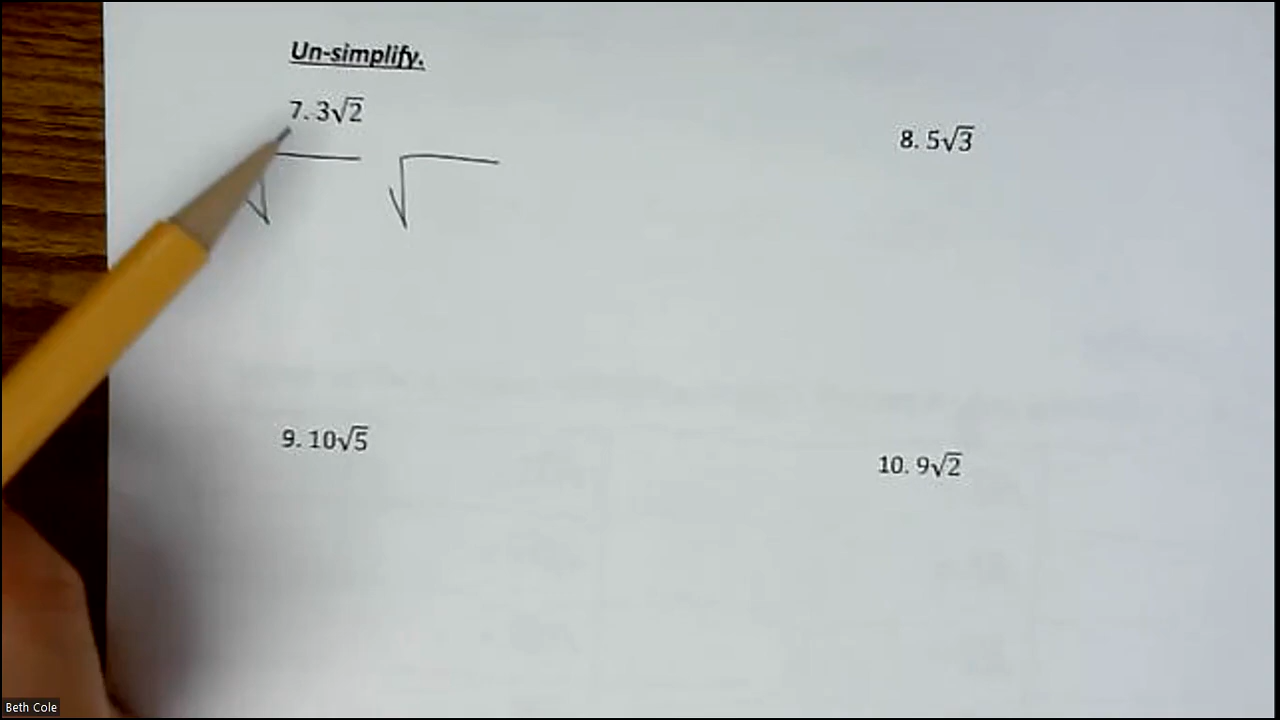 Un-simplify.
7. 3√2
8. 5√3
√ √
9. 10√5
10. 9√2
Beth Cole